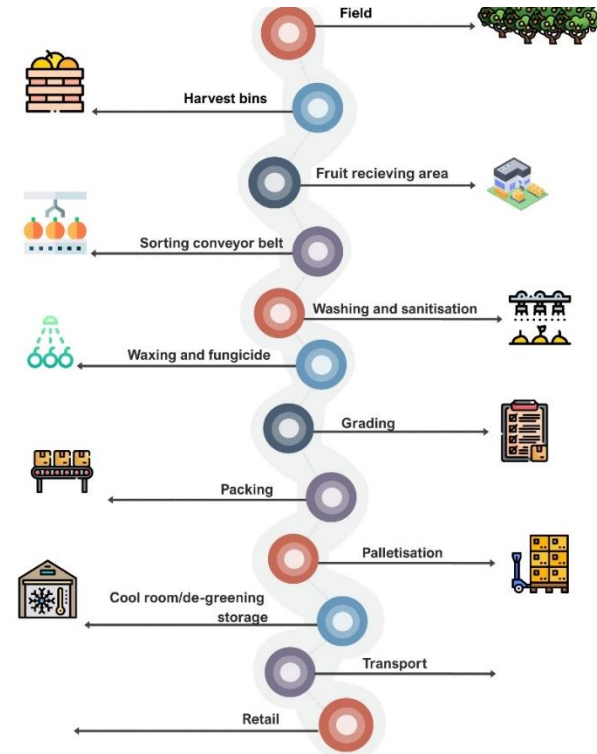 Field
Harvest bins
Fruit recieving area
Sorting conveyor belt
Washing and sanitisation
Waxing and fungicide
Grading
Packing
Palletisation
Cool room/de-greening
storage
Transport
Retail